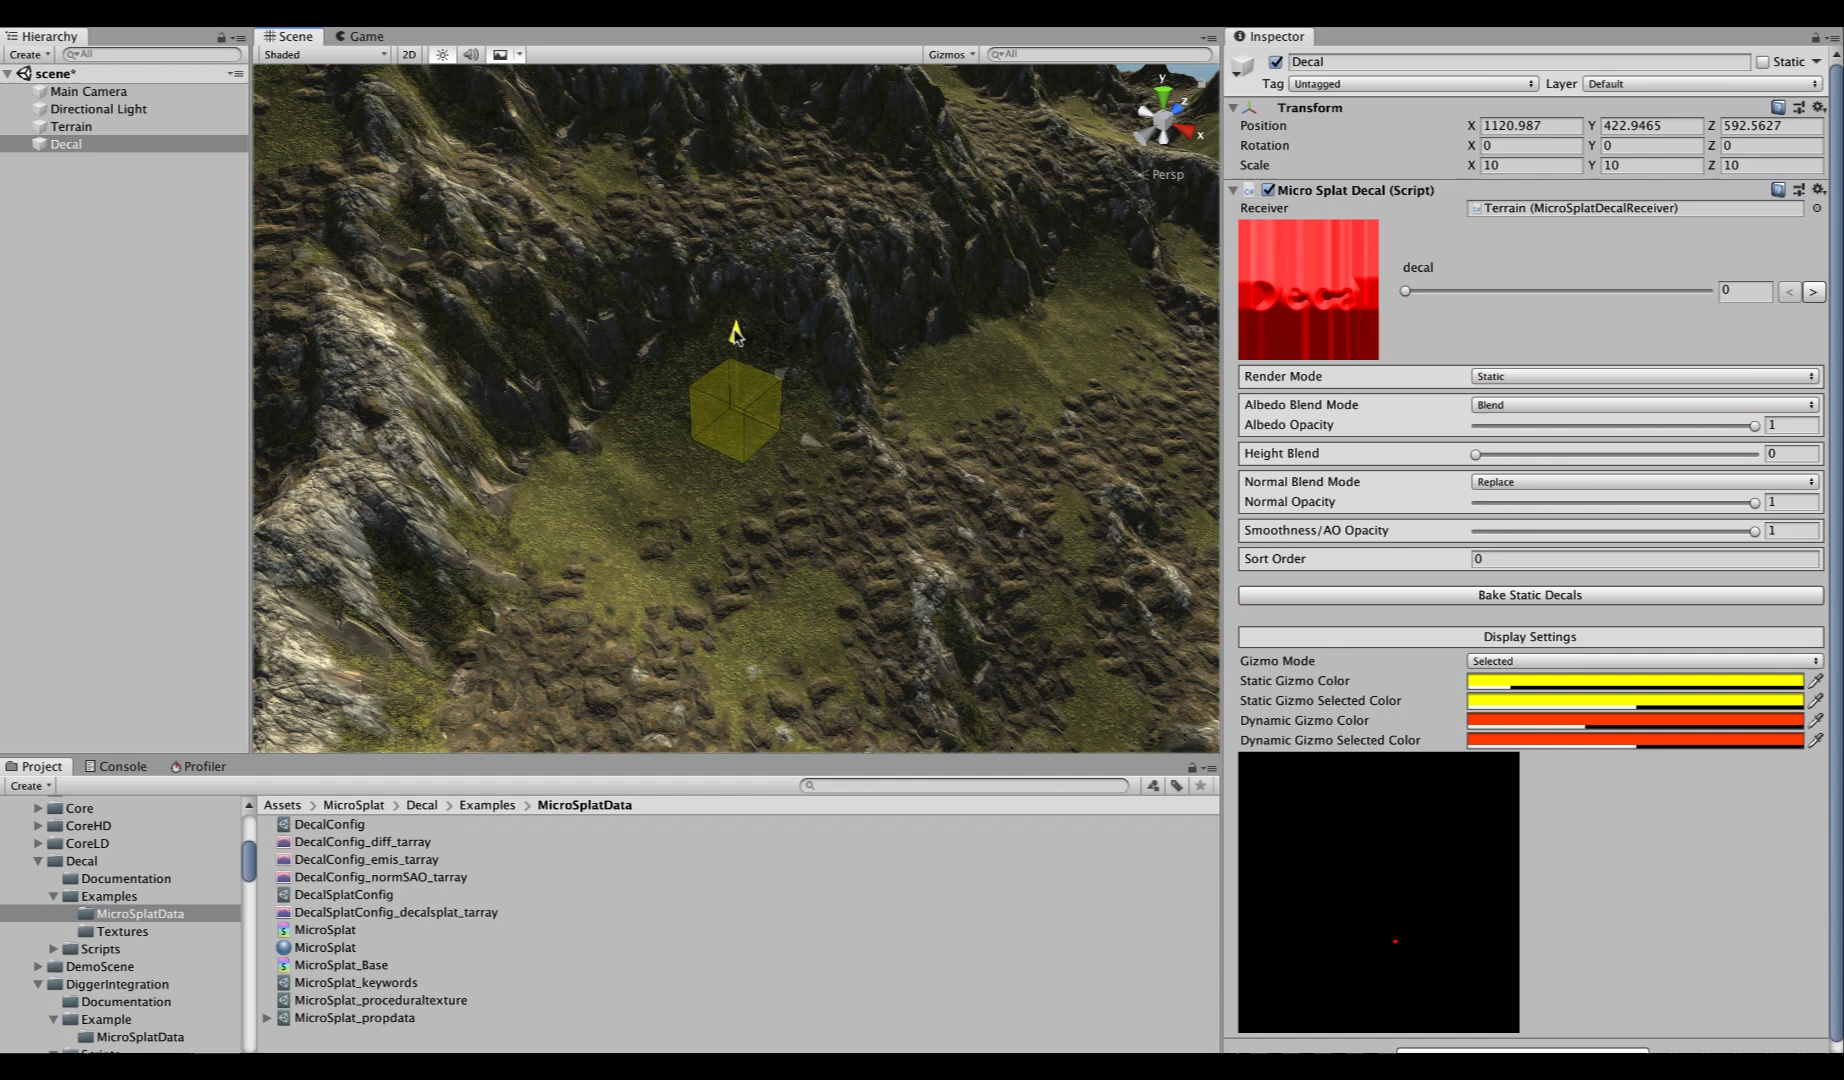 Hierarchy
Create
All
scene*
Main Camera
Directional Light
Terrain
Decal
Scene
Game
Shaded
2D
Gizmos
All
y
z
x
Persp
Inspector
Decal
Static
Tag
Untagged
Layer
Default
Transform
Position
X 1120.987
Y 422.9465
Z 592.5627
Rotation
X 0
Y 0
Z 0
Scale
X 10
Y 10
Z 10
Micro Splat Decal (Script)
Receiver
Terrain (MicroSplatDecalReceiver)
Decal
decal
0
<
>
Render Mode
Static
Albedo Blend Mode
Blend
Albedo Opacity
1
Height Blend
0
Normal Blend Mode
Replace
Normal Opacity
1
Smoothness/AO Opacity
1
Sort Order
0
Bake Static Decals
Display Settings
Gizmo Mode
Selected
Static Gizmo Color
Static Gizmo Selected Color
Dynamic Gizmo Color
Dynamic Gizmo Selected Color
Project
Console
Profiler
Create
Core
CoreHD
CoreLD
Decal
Documentation
Examples
MicroSplatData
Textures
Scripts
DemoScene
DiggerIntegration
Documentation
Example
MicroSplatData
Assets > MicroSplat > Decal > Examples > MicroSplatData
DecalConfig
DecalConfig_diff_tarray
DecalConfig_emis_tarray
DecalConfig_normSAO_tarray
DecalSplatConfig
DecalSplatConfig_decalsplat_tarray
MicroSplat
MicroSplat
MicroSplat_Base
MicroSplat_keywords
MicroSplat_proceduraltexture
MicroSplat_propdata